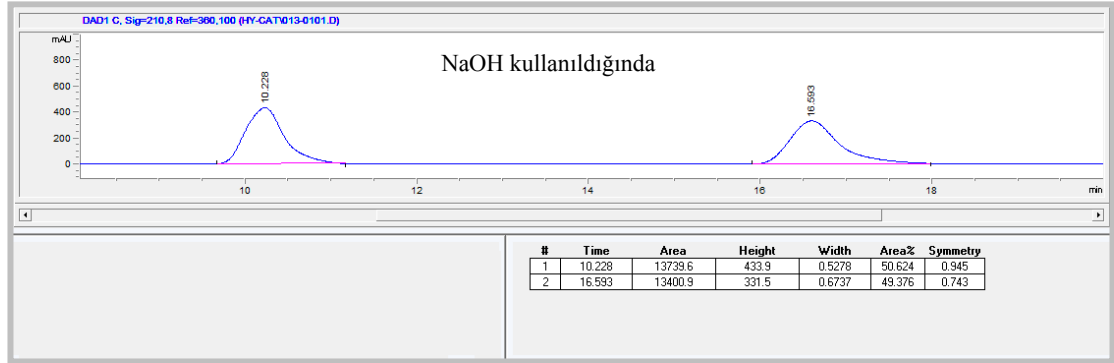 DAD1 C, Sig=210,8 Ref=360,100 (HY-CAT\013-0101.D)
mAU
NaOH kullanıldığında
800
600
400
200
0
10.228
16.593
10 12 14 16 18 min
# Time Area Height Width Area% Symmetry
1 10.228 13739.6 433.9 0.5278 50.624 0.945
2 16.593 13400.9 331.5 0.6737 49.376 0.743